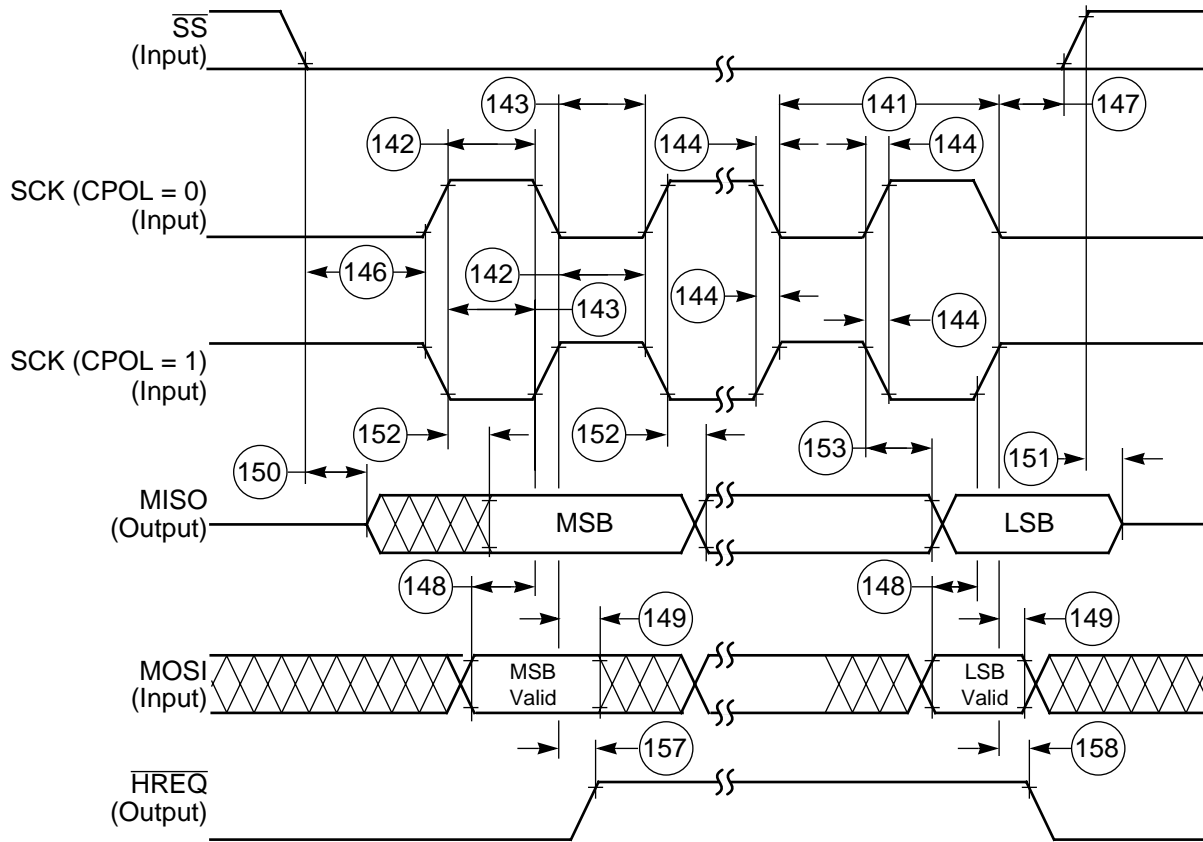 SS
(Input)
143
141
147
142
144
144
SCK (CPOL = 0)
(Input)
146
142
143
144
144
SCK (CPOL = 1)
(Input)
152
152
153
150
151
MISO
(Output)
MSB
LSB
148
148
149
149
MOSI
(Input)
MSB
Valid
LSB
Valid
157
158
HREQ
(Output)